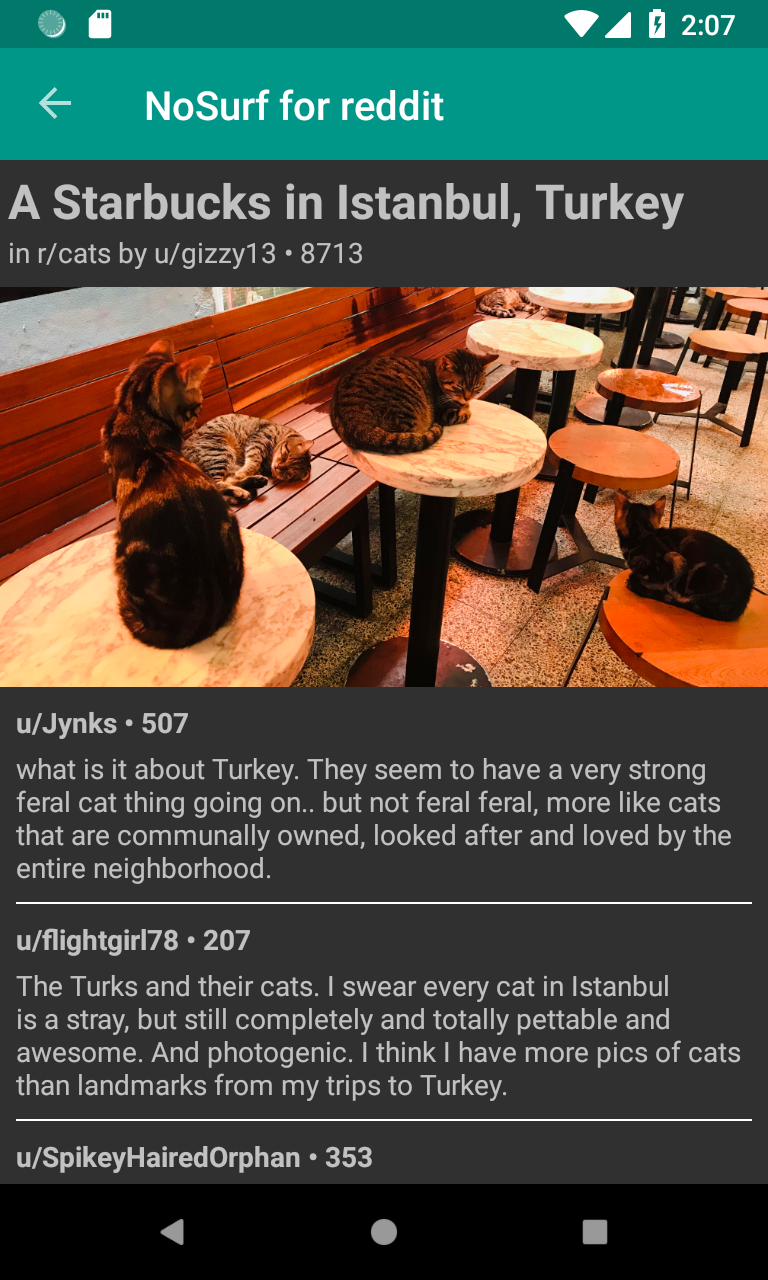 2:07
NoSurf for reddit
A Starbucks in Istanbul, Turkey
in r/cats by u/gizzy13 • 8713
u/Jynks • 507
what is it about Turkey. They seem to have a very strong
feral cat thing going on.. but not feral feral, more like cats
that are communally owned, looked after and loved by the
entire neighborhood.
u/flightgirl78 • 207
The Turks and their cats. I swear every cat in Istanbul
is a stray, but still completely and totally pettable and
awesome. And photogenic. I think I have more pics of cats
than landmarks from my trips to Turkey.
u/SpikeyHairedOrphan • 353